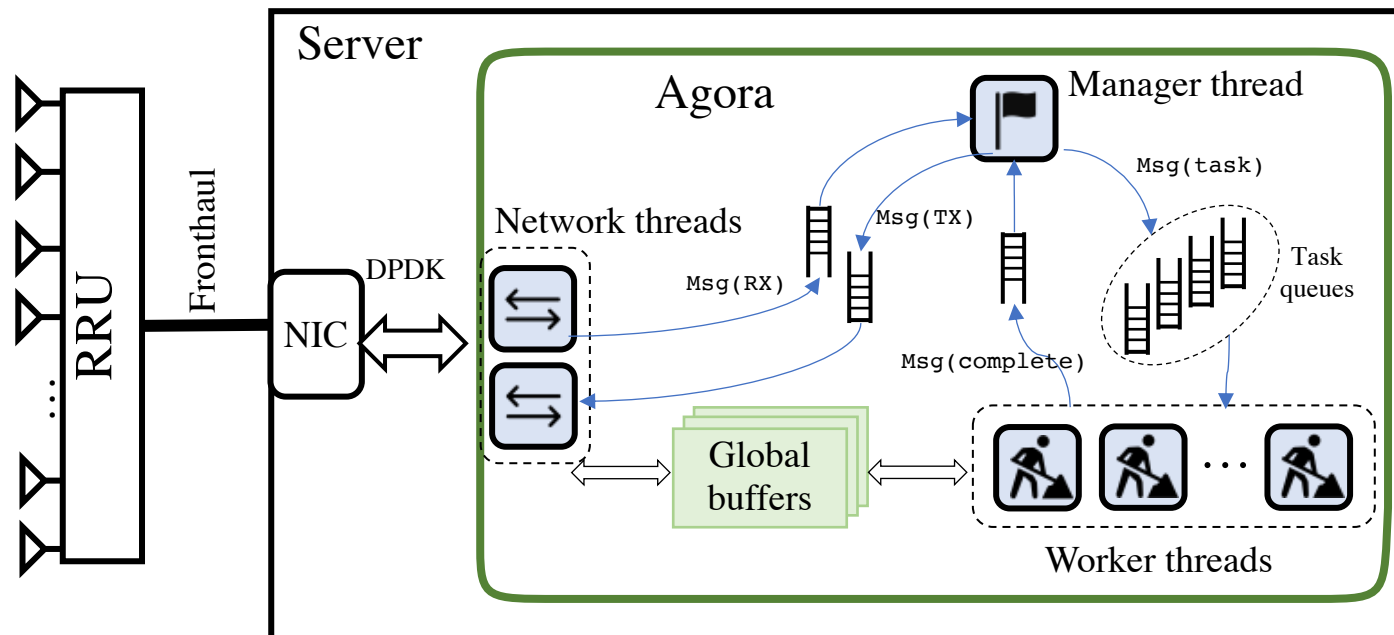 Server
Agora
Manager thread
Msg(task)
Msg(TX)
Network threads
Task
queues
DPDK
Msg(RX)
Fronthaul
RRU
NIC
Msg(complete)
Global
buffers
Worker threads